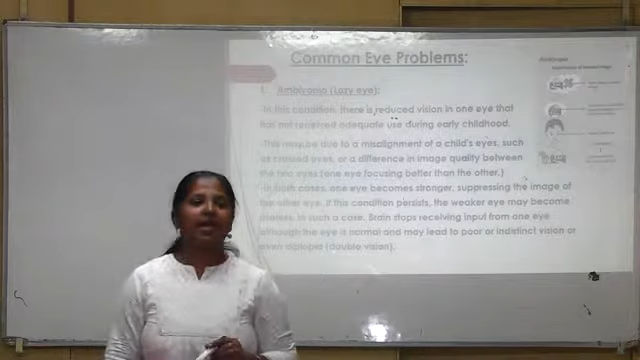 Common Eye Problems:
1. Amblyopia (Lazy eye):
-In this condition, there is reduced vision in one eye that
has not received adequate use during early childhood.
-This may be due to a misalignment of a child's eyes, such
as crossed eyes, or a difference in image quality between
the two eyes (one eye focusing better than the other.)
-In both cases, one eye becomes stronger, suppressing the image of
the other eye. If this condition persists, the weaker eye may become
useless. In such a case, Brain stops receiving input from one eye
although the eye is normal and may lead to poor or indistinct vision or
even diplopia (double vision).